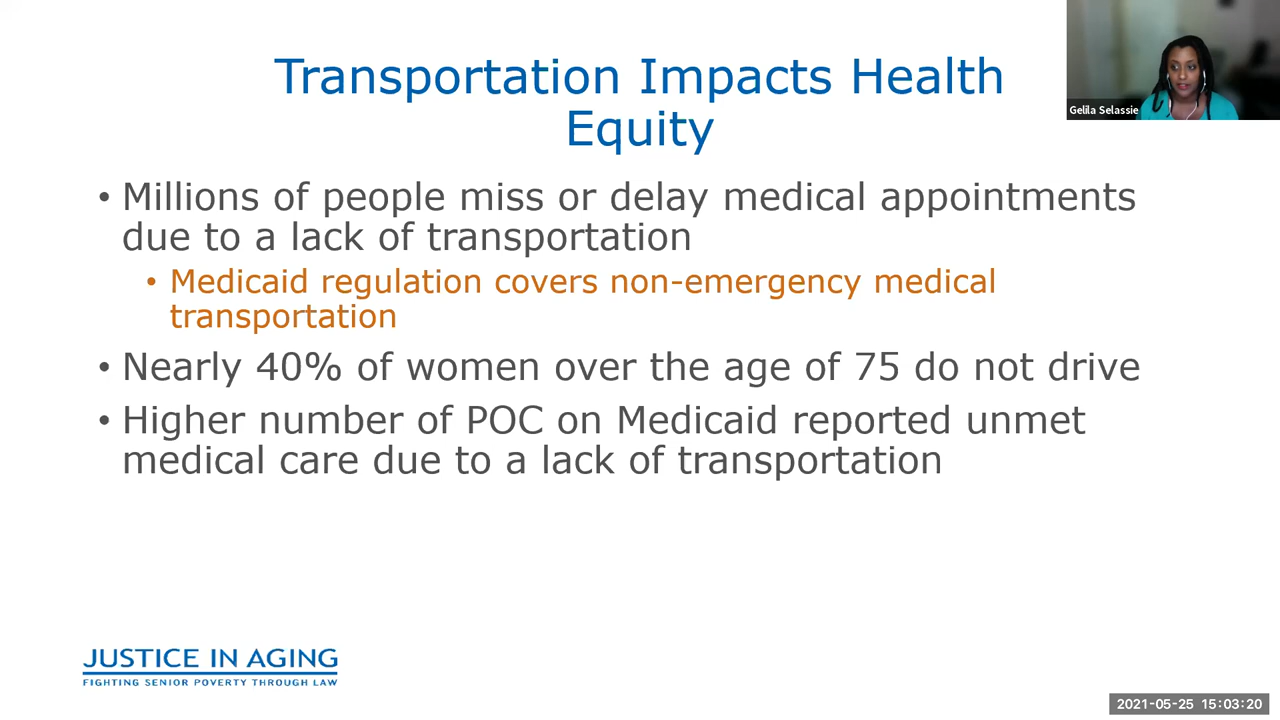 Transportation Impacts Health
Equity
Gelila Selassie
• Millions of people miss or delay medical appointments
due to a lack of transportation
• Medicaid regulation covers non-emergency medical
transportation
• Nearly 40% of women over the age of 75 do not drive
• Higher number of POC on Medicaid reported unmet
medical care due to a lack of transportation
JUSTICE IN AGING
FIGHTING SENIOR POVERTY THROUGH LAW
2021-05-25 15:03:20